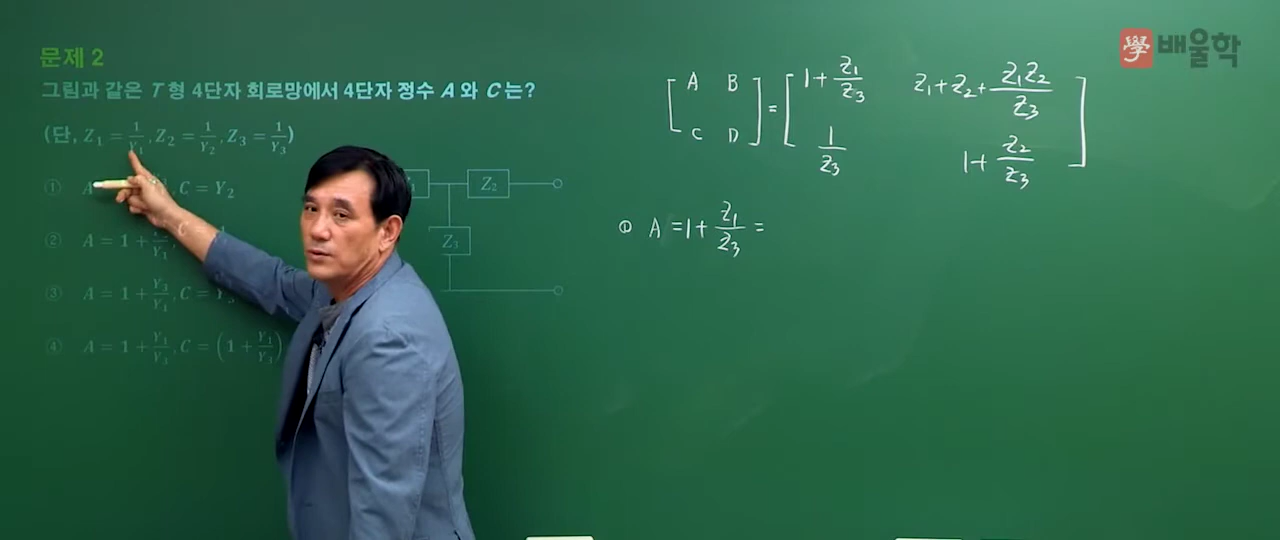 學 배울학
문제 2
그림과 같은 T 형 4단자 회로망에서 4단자 정수 A 와 C 는?
(단, Z₁ = 1/Y₁, Z₂ = 1/Y₂, Z₃ = 1/Y₃)
① A , C = Y₂
② A = 1 + /Y₁, C =
③ A = 1 + Y₃/Y₁, C = Y₃
④ A = 1 + Y₁/Y₃, C = (1 + Y₁/Y₃)
Z₂
Z₃
[A B C D] = [1 + Z₁/Z₃ Z₁ + Z₂ + Z₁Z₂/Z₃
1/Z₃ 1 + Z₂/Z₃]
① A = 1 + Z₁/Z₃ =